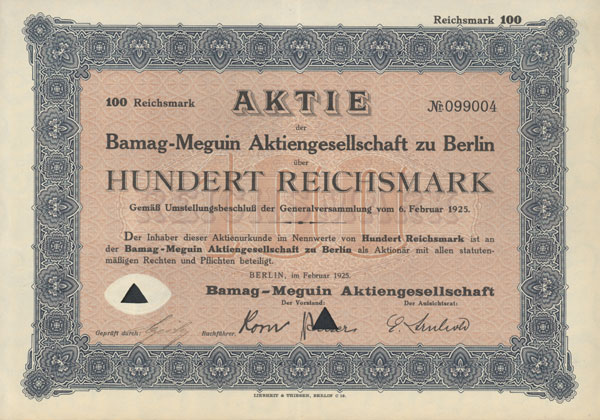 Reichsmark 100
100 Reichsmark AKTIE № 099004
der
Bamag-Meguin Aktiengesellschaft zu Berlin
über
HUNDERT REICHSMARK
Gemäß Umstellungsbeschluß der Generalversammlung vom 6. Februar 1925.
Der Inhaber dieser Aktienurkunde im Nennwerte von Hundert Reichsmark ist an
der Bamag-Meguin Aktiengesellschaft zu Berlin als Aktionär mit allen statuten-
mäßigen Rechten und Pflichten beteiligt.
BERLIN, im Februar 1925.
Bamag-Meguin Aktiengesellschaft
Der Vorstand: Der Aufsichtsrat:
Geprüft durch: Buchführer:
LIEBHEIT & THIESEN, BERLIN C 19.